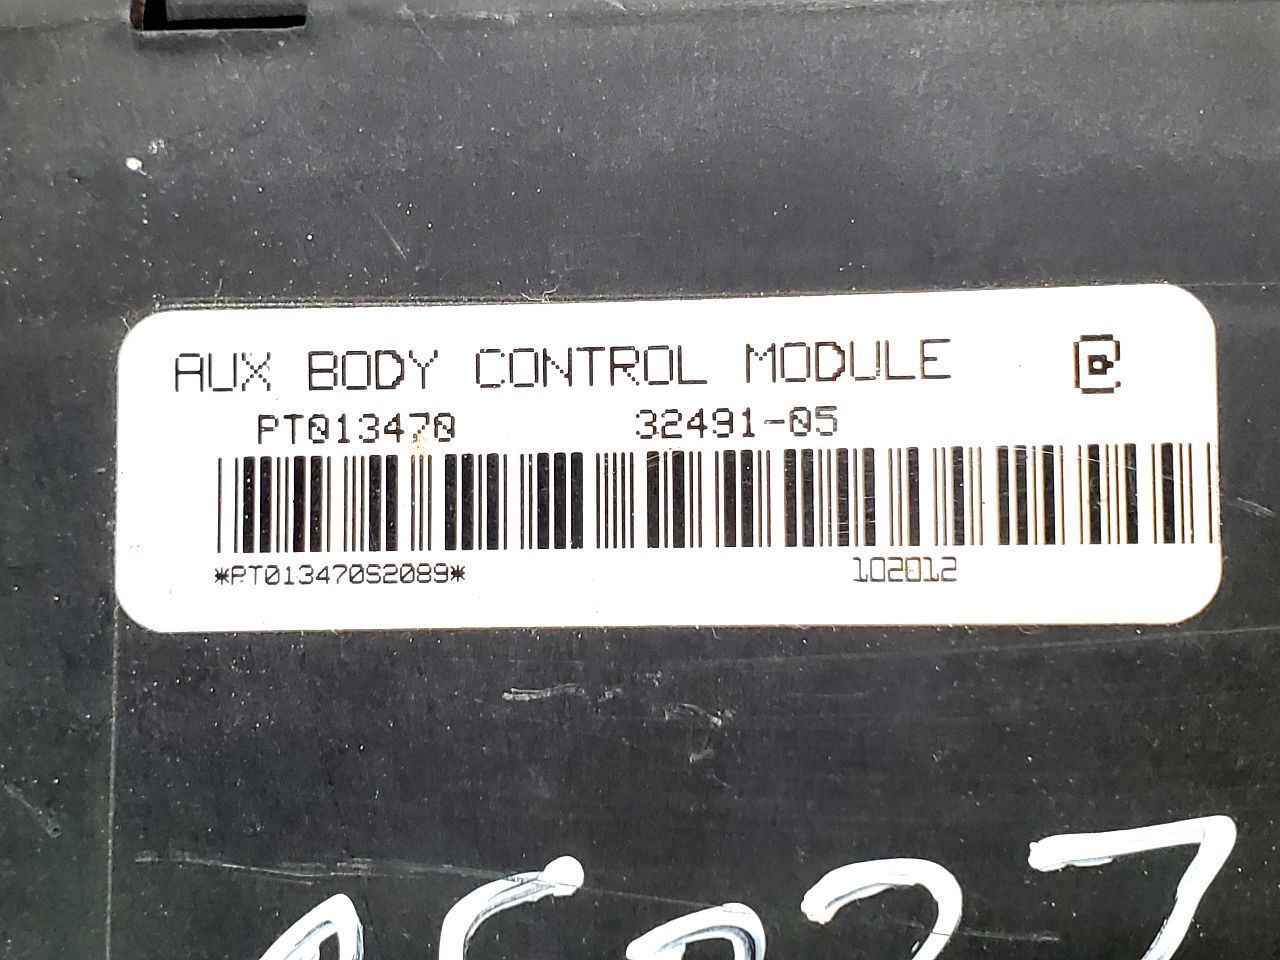 AUX BODY CONTROL MODULE
PT013470 32491-05
*PT013470S2089* 102012